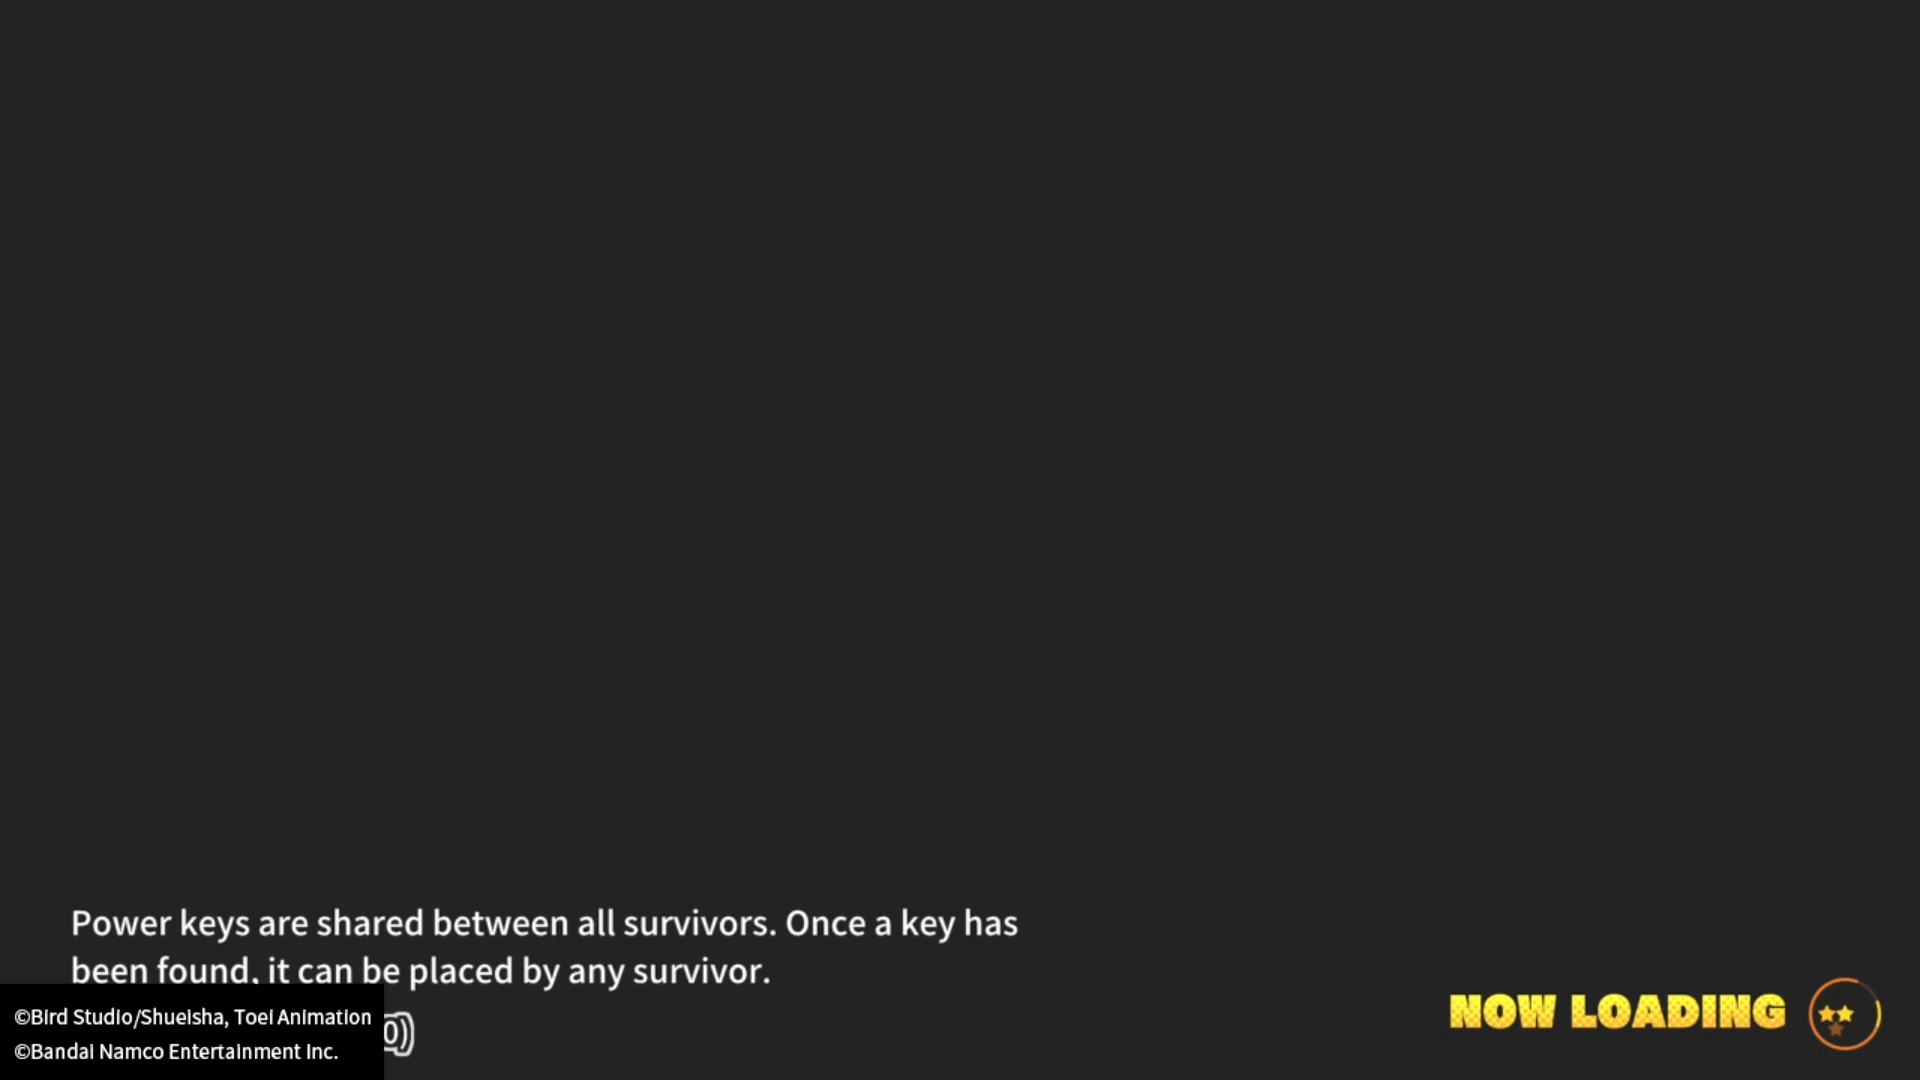 Power keys are shared between all survivors. Once a key has
been found, it can be placed by any survivor.
©Bird Studio/Shueisha, Toei Animation
©Bandai Namco Entertainment Inc.
NOW LOADING